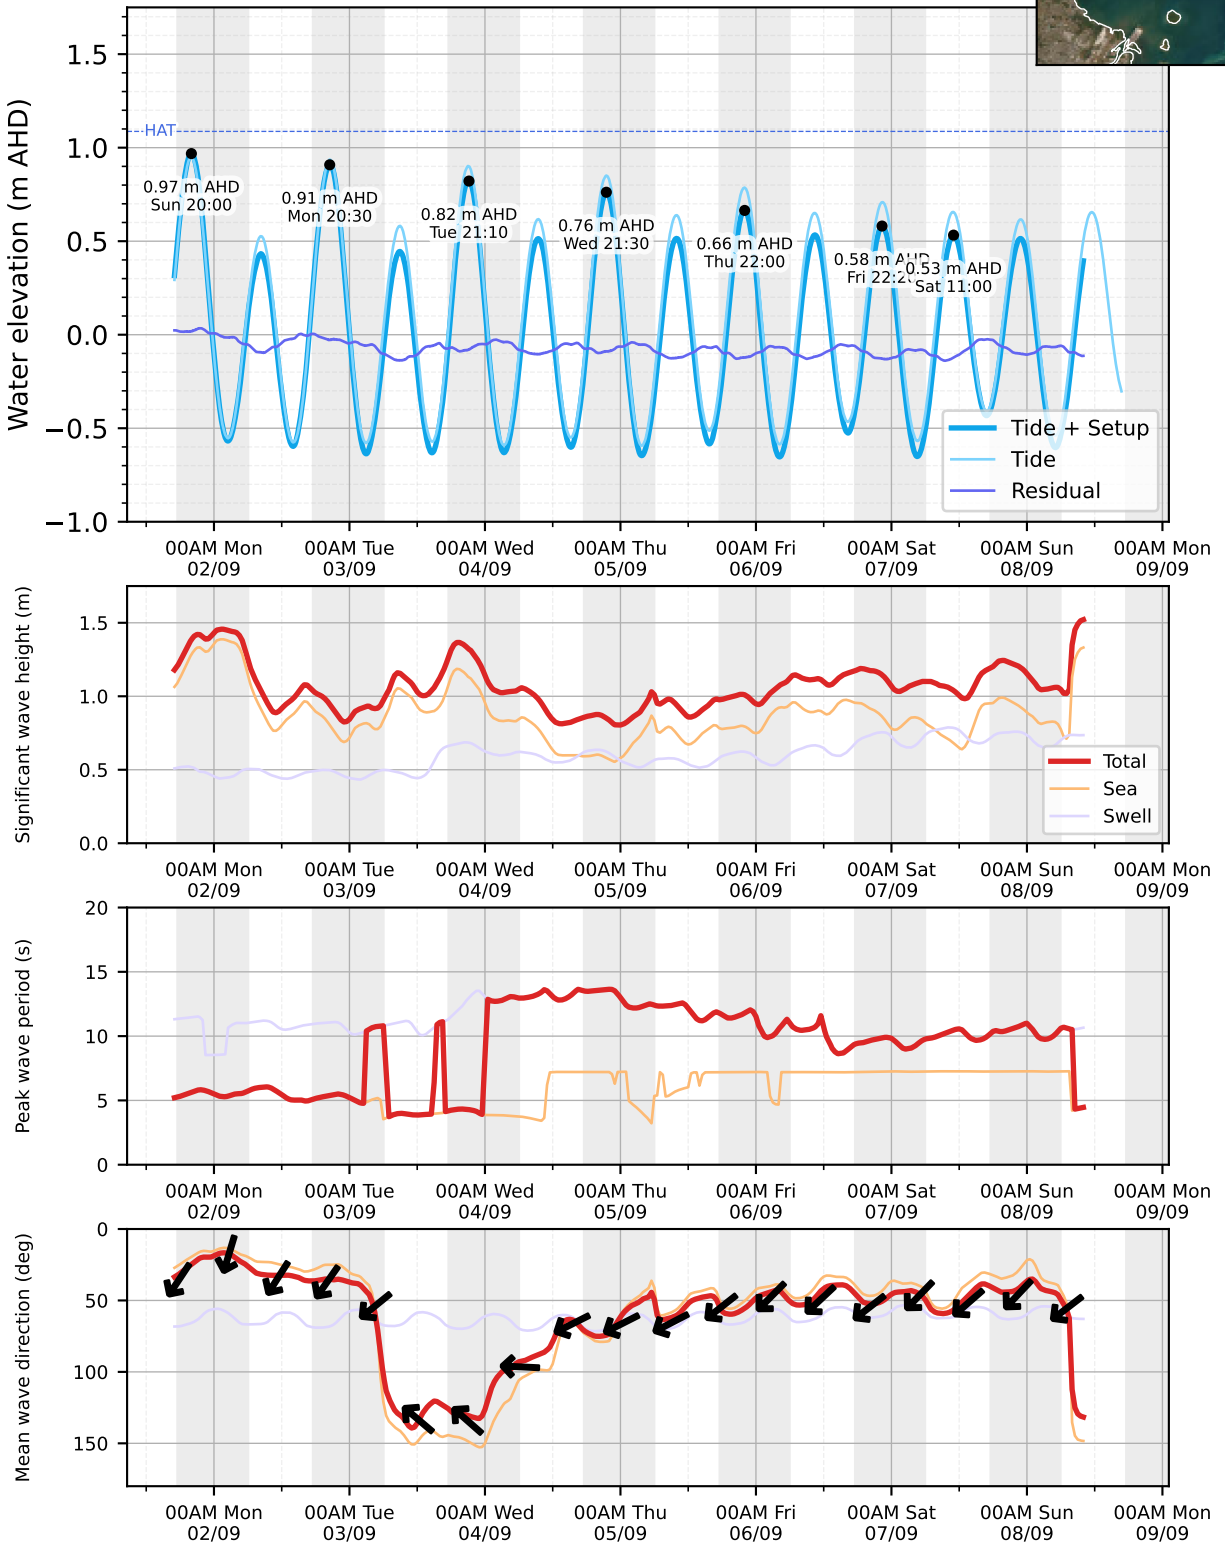 Water elevation (m AHD)
1.5
1.0
0.5
0.0
−0.5
−1.0
HAT
0.97 m AHD
Sun 20:00
0.91 m AHD
Mon 20:30
0.82 m AHD
Tue 21:10
0.76 m AHD
Wed 21:30
0.66 m AHD
Thu 22:00
0.58 m AHD
Fri 22:20
0.53 m AHD
Sat 11:00
Tide + Setup
Tide
Residual
00AM Mon 00AM Tue 00AM Wed 00AM Thu 00AM Fri 00AM Sat 00AM Sun 00AM Mon
02/09 03/09 04/09 05/09 06/09 07/09 08/09 09/09
Significant wave height (m)
1.5
1.0
0.5
0.0
Total
Sea
Swell
00AM Mon 00AM Tue 00AM Wed 00AM Thu 00AM Fri 00AM Sat 00AM Sun 00AM Mon
02/09 03/09 04/09 05/09 06/09 07/09 08/09 09/09
Peak wave period (s)
20
15
10
5
0
00AM Mon 00AM Tue 00AM Wed 00AM Thu 00AM Fri 00AM Sat 00AM Sun 00AM Mon
02/09 03/09 04/09 05/09 06/09 07/09 08/09 09/09
Mean wave direction (deg)
0
50
100
150
00AM Mon 00AM Tue 00AM Wed 00AM Thu 00AM Fri 00AM Sat 00AM Sun 00AM Mon
02/09 03/09 04/09 05/09 06/09 07/09 08/09 09/09